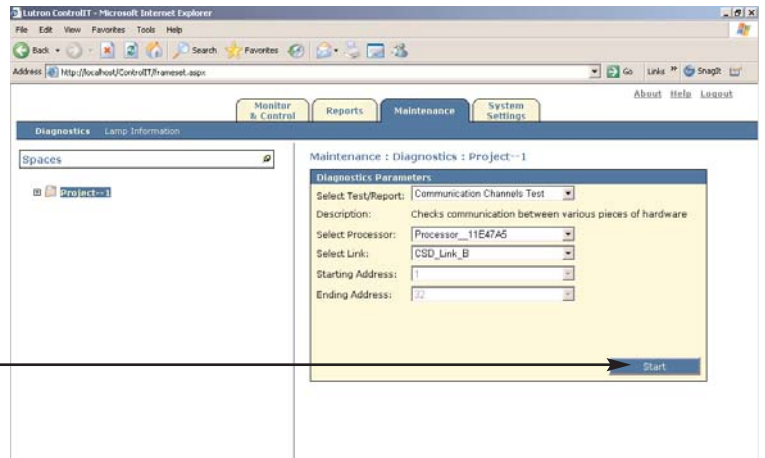 Lutron ControlIT - Microsoft Internet Explorer
File Edit View Favorites Tools Help
Back Search Favorites
Address http://localhost/ControlIT/frameset.aspx Go Links » SnagIt
About Help Logout
Monitor & Control Reports Maintenance System Settings
Diagnostics Lamp Information
Spaces
Project--1
Maintenance : Diagnostics : Project--1
Diagnostics Parameters
Select Test/Report: Communication Channels Test
Description: Checks communication between various pieces of hardware
Select Processor: Processor__11E47A5
Select Link: CSD_Link_B
Starting Address: 1
Ending Address: 32
Start